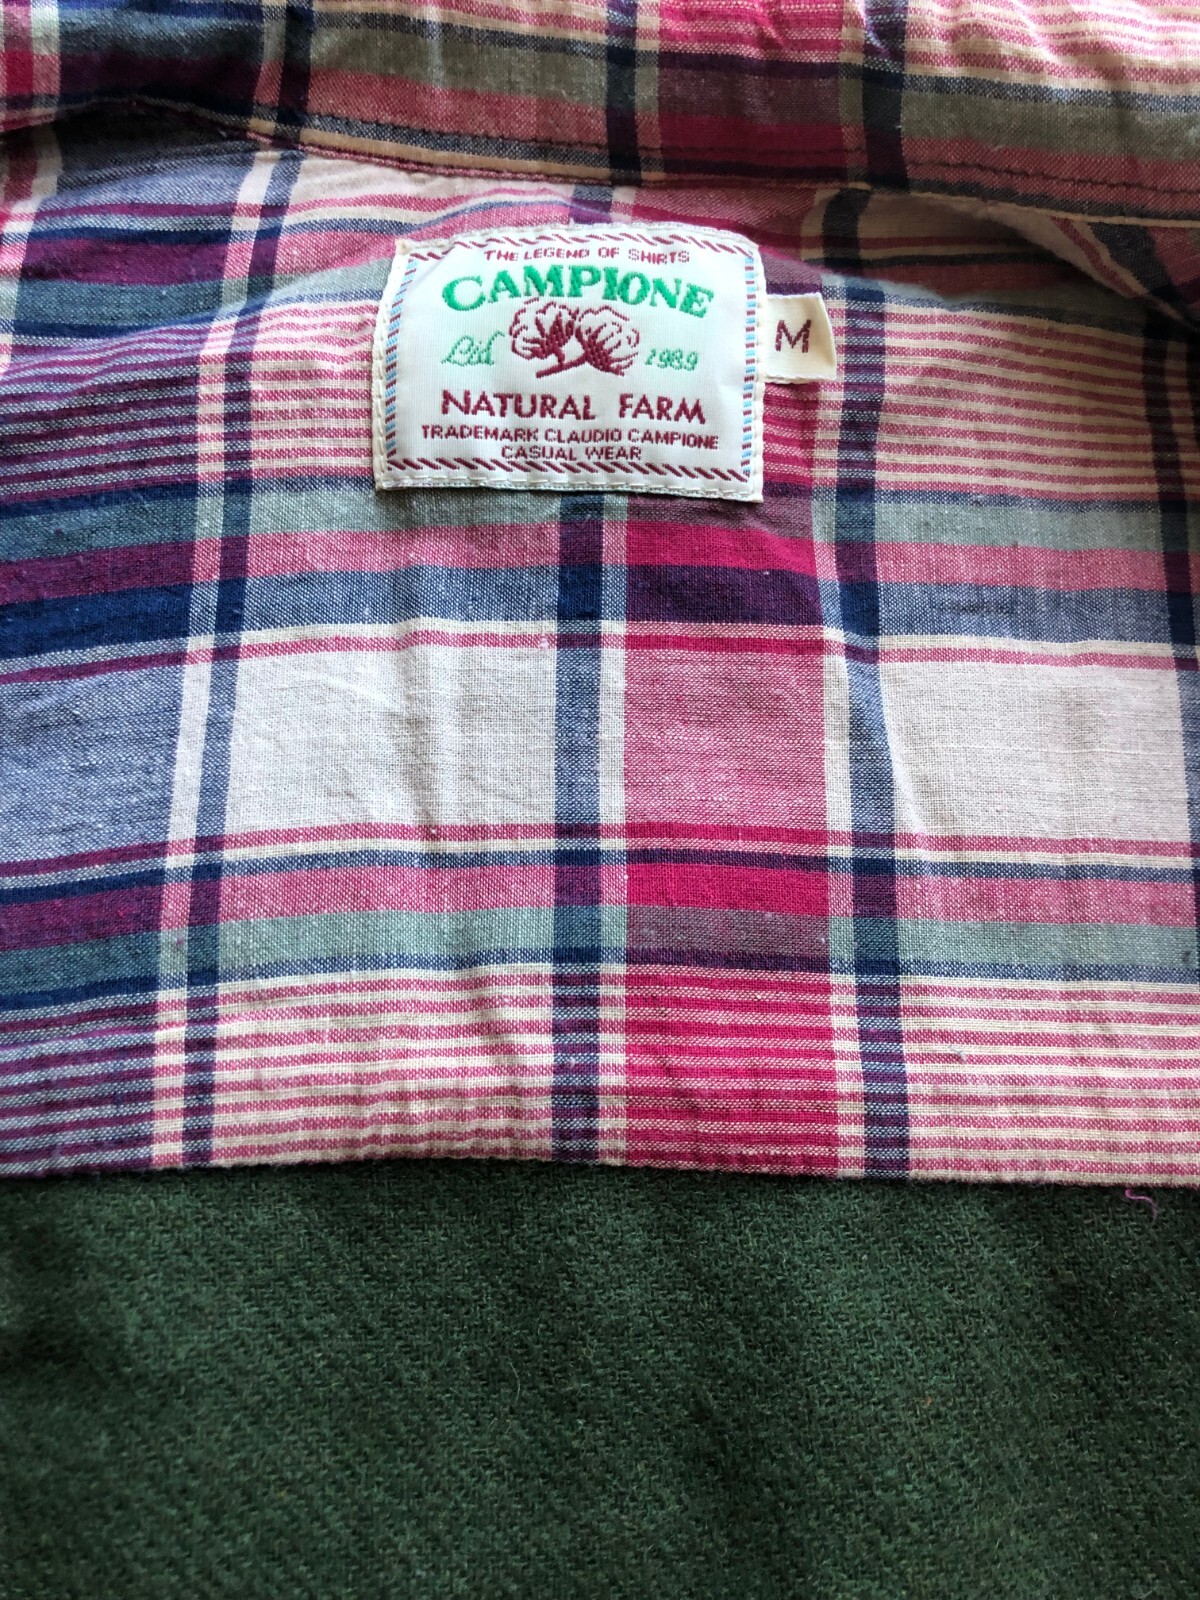 THE LEGEND OF SHIRTS
CAMPIONE
Ltd 1989
NATURAL FARM
TRADEMARK CLAUDIO CAMPIONE
CASUAL WEAR
M